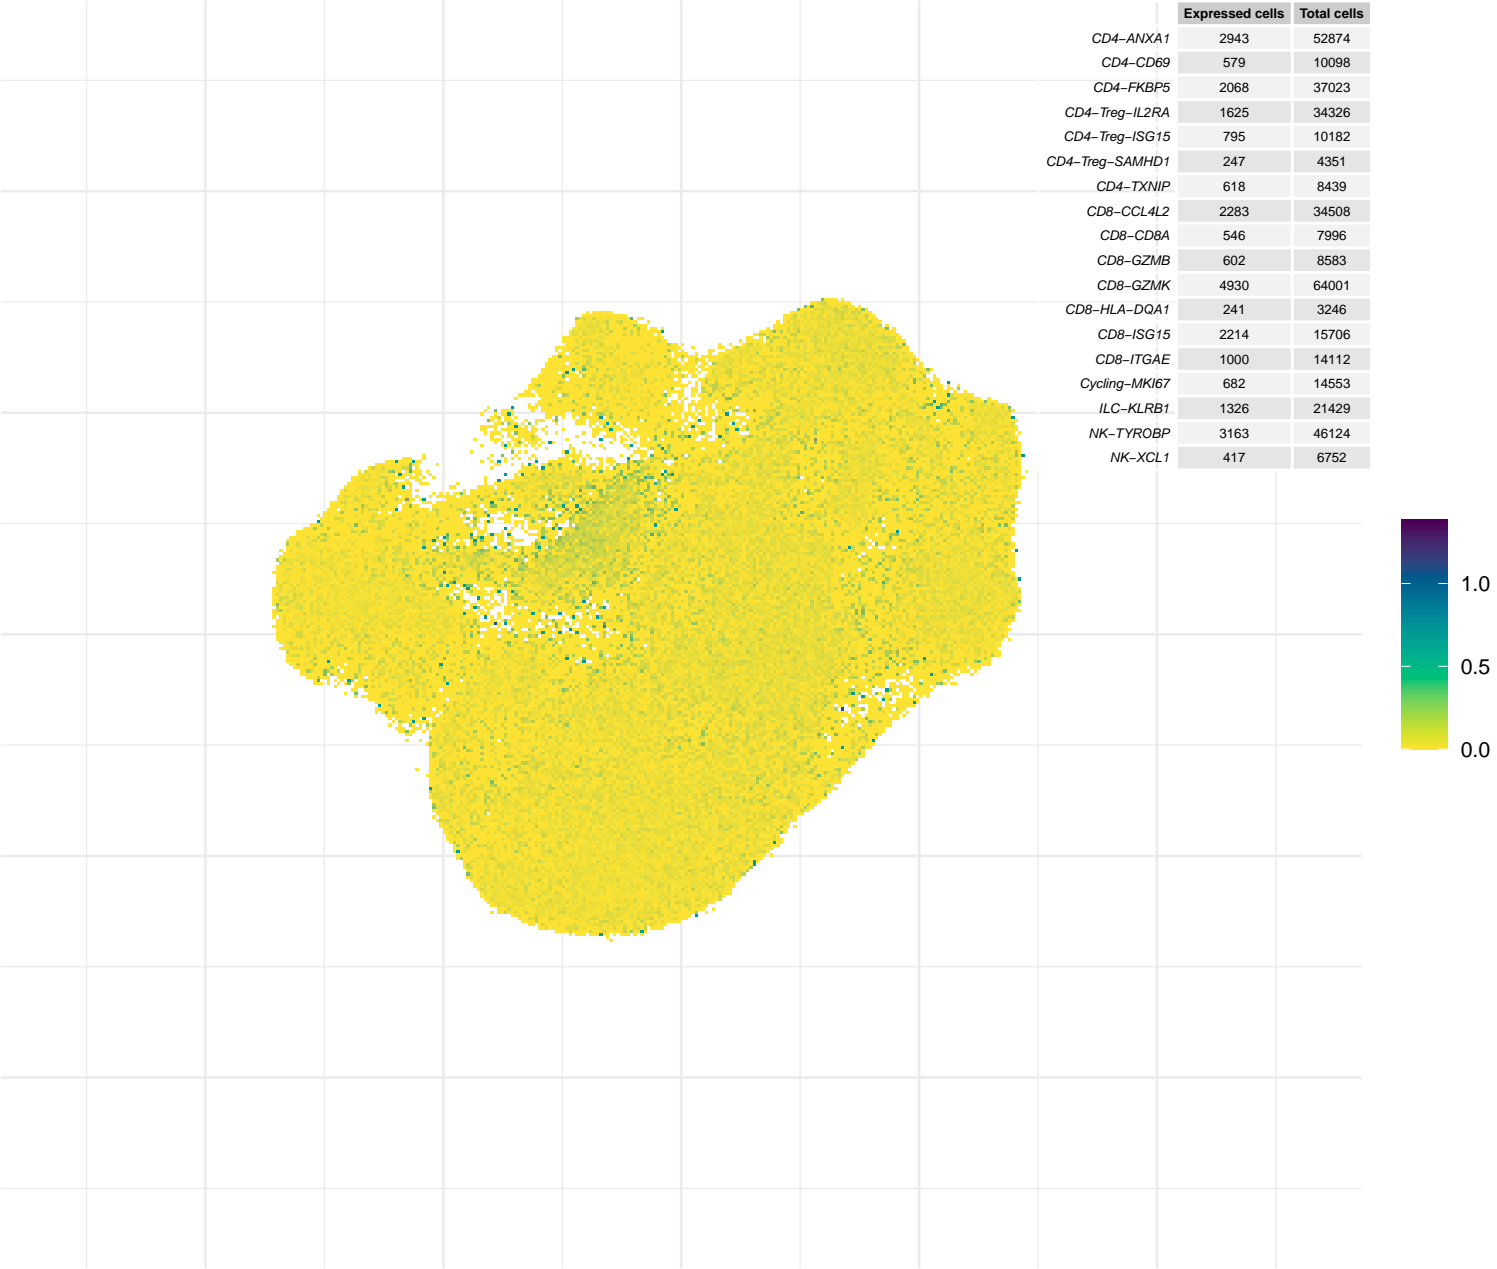 Expressed cells Total cells
CD4−ANXA1 2943 52874
CD4−CD69 579 10098
CD4−FKBP5 2068 37023
CD4−Treg−IL2RA 1625 34326
CD4−Treg−ISG15 795 10182
CD4−Treg−SAMHD1 247 4351
CD4−TXNIP 618 8439
CD8−CCL4L2 2283 34508
CD8−CD8A 546 7996
CD8−GZMB 602 8583
CD8−GZMK 4930 64001
CD8−HLA−DQA1 241 3246
CD8−ISG15 2214 15706
CD8−ITGAE 1000 14112
Cycling−MKI67 682 14553
ILC−KLRB1 1326 21429
NK−TYROBP 3163 46124
NK−XCL1 417 6752
1.0
0.5
0.0